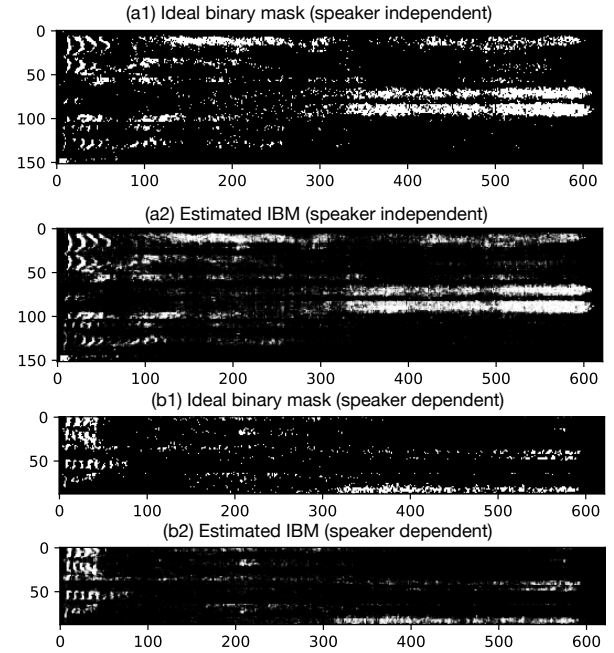 (a1) Ideal binary mask (speaker independent)
0
50
100
150
0 100 200 300 400 500 600
(a2) Estimated IBM (speaker independent)
0
50
100
150
0 100 200 300 400 500 600
(b1) Ideal binary mask (speaker dependent)
0
50
0 100 200 300 400 500 600
(b2) Estimated IBM (speaker dependent)
0
50
0 100 200 300 400 500 600